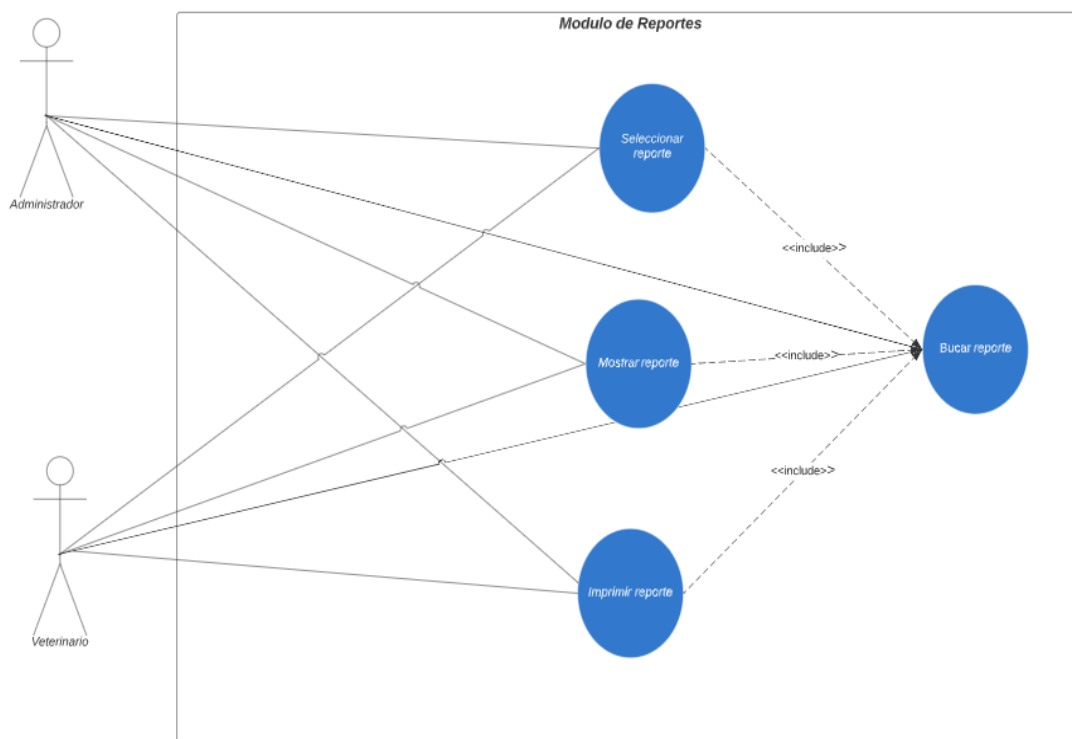 Modulo de Reportes
Seleccionar
reporte
Administrador
<<include>>
Bucar reporte
Mostrar reporte
<<include>>
<<include>>
Imprimir reporte
Veterinario